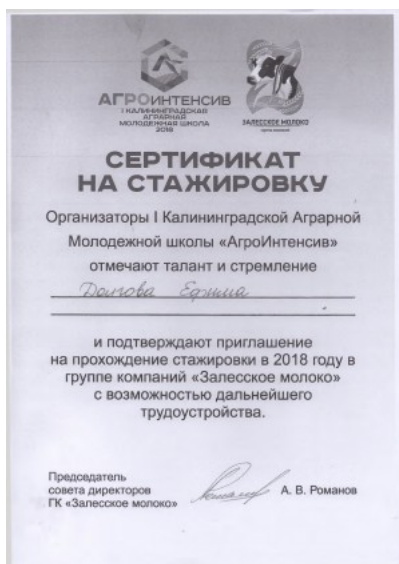 АГРОИНТЕНСИВ
I КАЛИНИНГРАДСКАЯ
АГРАРНАЯ
МОЛОДЕЖНАЯ ШКОЛА
2018
ЗАЛЕССКОЕ МОЛОКО
СЕРТИФИКАТ
НА СТАЖИРОВКУ
Организаторы I Калининградской Аграрной
Молодежной школы «АгроИнтенсив»
отмечают талант и стремление
Долгова Ефима
и подтверждают приглашение
на прохождение стажировки в 2018 году в
группе компаний «Залесское молоко»
с возможностью дальнейшего
трудоустройства.
Председатель
совета директоров
ГК «Залесское молоко»
А. В. Романов